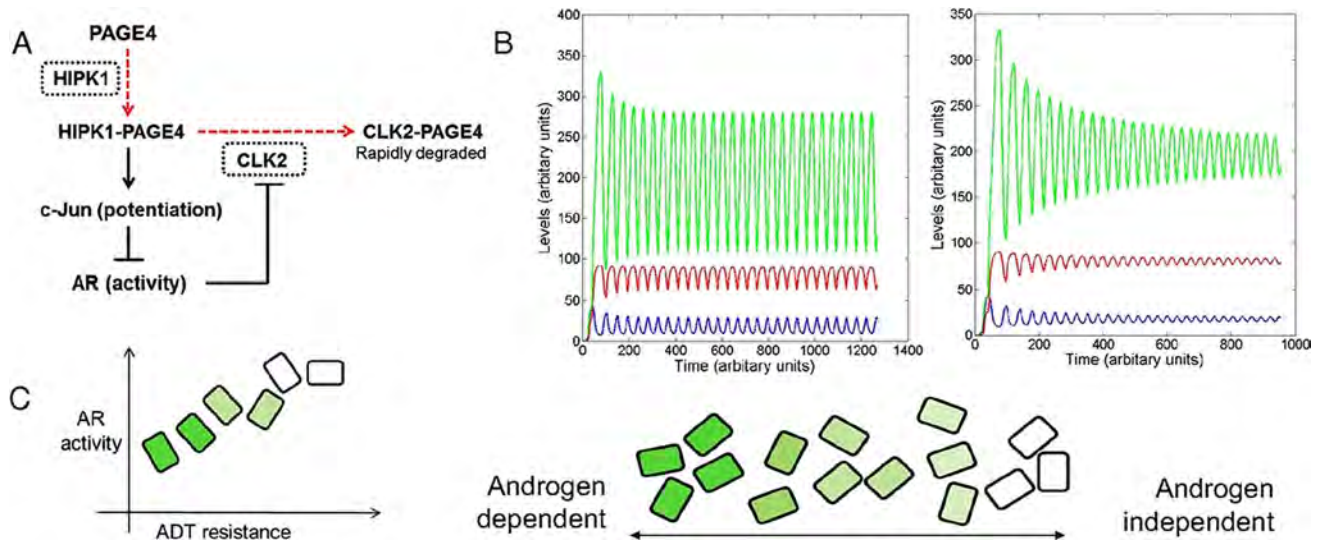 A
PAGE4
HIPK1
HIPK1-PAGE4
CLK2-PAGE4
Rapidly degraded
CLK2
c-Jun (potentiation)
AR (activity)
B
Levels (arbitrary units)
400
350
300
250
200
150
100
50
0
0 200 400 600 800 1000 1200 1400
Time (arbitary units)
Levels (arbitrary units)
350
300
250
200
150
100
50
0
0 200 400 600 800 1000
Time (arbitary units)
C
AR
activity
ADT resistance
Androgen
dependent
Androgen
independent